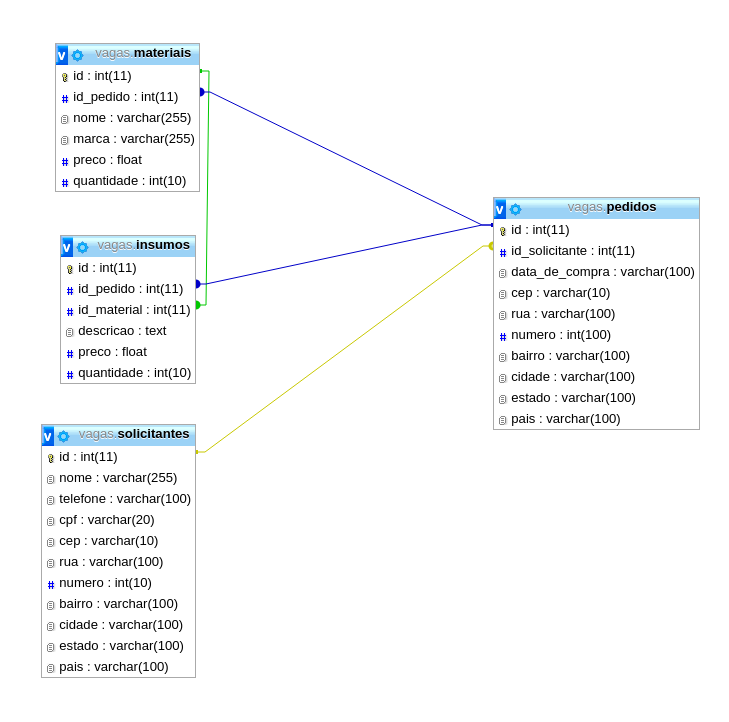 v vagas.materiais
id : int(11)
# id_pedido : int(11)
nome : varchar(255)
marca : varchar(255)
# preco : float
# quantidade : int(10)
v vagas.insumos
id : int(11)
# id_pedido : int(11)
# id_material : int(11)
descricao : text
# preco : float
# quantidade : int(10)
v vagas.solicitantes
id : int(11)
nome : varchar(255)
telefone : varchar(100)
cpf : varchar(20)
cep : varchar(10)
rua : varchar(100)
# numero : int(10)
bairro : varchar(100)
cidade : varchar(100)
estado : varchar(100)
pais : varchar(100)
v vagas.pedidos
id : int(11)
# id_solicitante : int(11)
data_de_compra : varchar(100)
cep : varchar(10)
rua : varchar(100)
# numero : int(100)
bairro : varchar(100)
cidade : varchar(100)
estado : varchar(100)
pais : varchar(100)